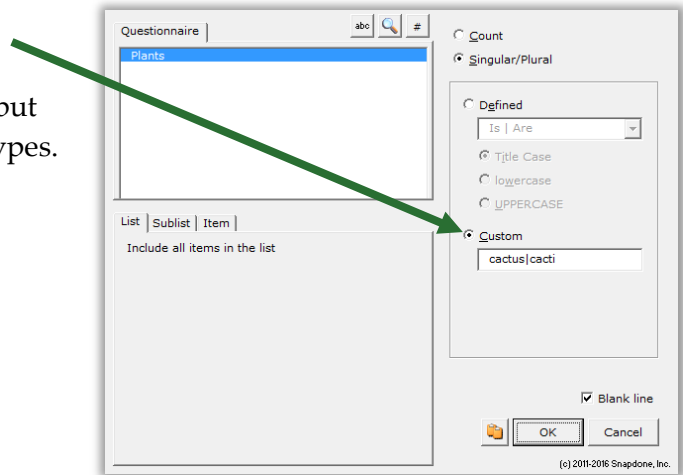 but
ypes.
Questionnaire
abc
#
Plants
List
Sublist
Item
Include all items in the list
Count
Singular/Plural
Defined
Is | Are
Title Case
lowercase
UPPERCASE
Custom
cactus|cacti
Blank line
OK
Cancel
(c) 2011-2016 Snapdone, Inc.